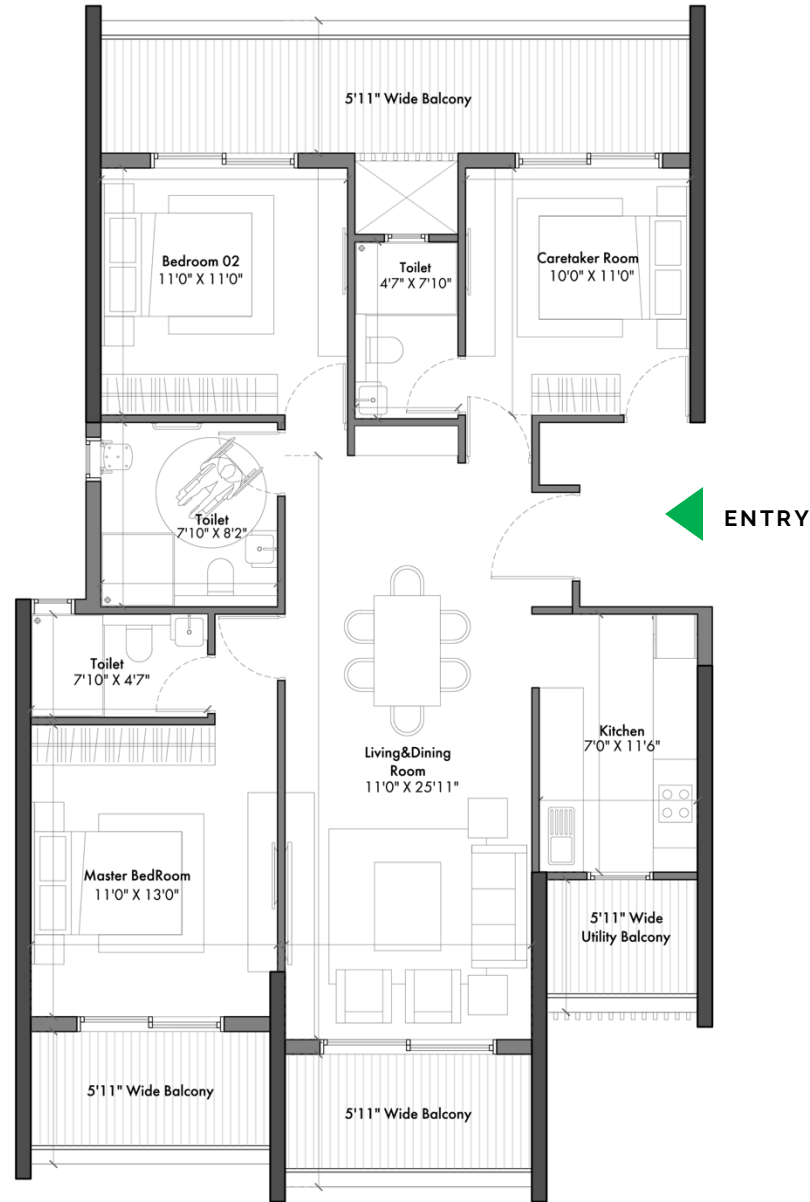 5'11" Wide Balcony
Bedroom 02
11'0" X 11'0"
Toilet
4'7" X 7'10"
Caretaker Room
10'0" X 11'0"
ENTRY
Toilet
7'10" X 8'2"
Toilet
7'10" X 4'7"
Kitchen
7'0" X 11'6"
Living&Dining
Room
11'0" X 25'11"
Master BedRoom
11'0" X 13'0"
5'11" Wide
Utility Balcony
5'11" Wide Balcony
5'11" Wide Balcony